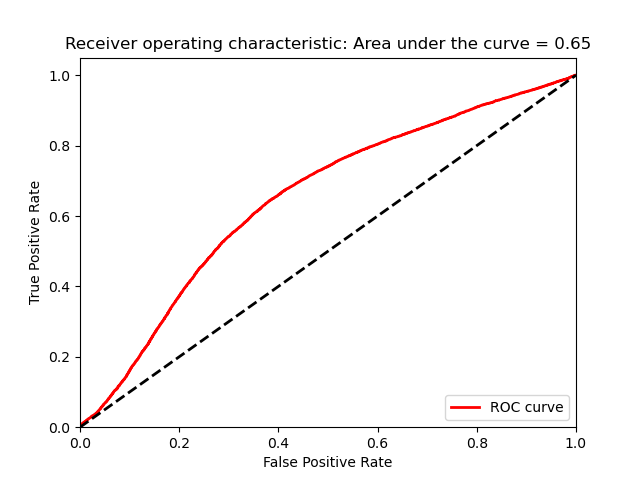 Receiver operating characteristic: Area under the curve = 0.65
1.0
0.8
0.6
0.4
0.2
0.0
True Positive Rate
ROC curve
0.0 0.2 0.4 0.6 0.8 1.0
False Positive Rate